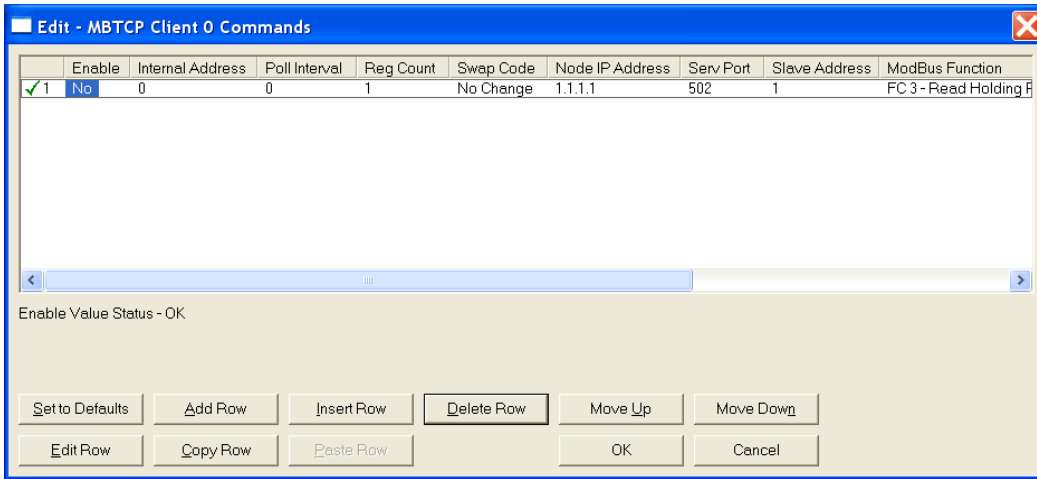 Edit - MBTCP Client 0 Commands
Enable Internal Address Poll Interval Reg Count Swap Code Node IP Address Serv Port Slave Address ModBus Function
1 No 0 0 1 No Change 1.1.1.1 502 1 FC 3 - Read Holding
Enable Value Status - OK
Set to Defaults Add Row Insert Row Delete Row Move Up Move Down
Edit Row Copy Row Paste Row OK Cancel